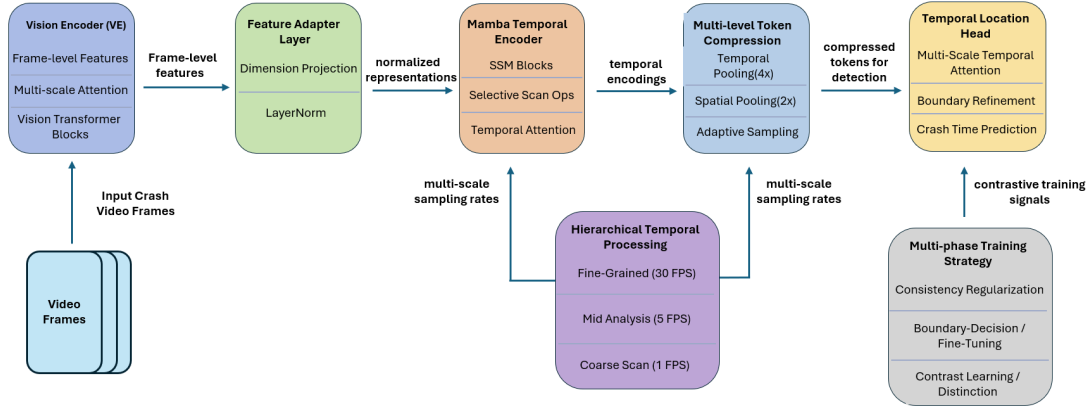 Vision Encoder (VE)
Frame-level Features
Multi-scale Attention
Vision Transformer
Blocks
Frame-level
features
Feature Adapter
Layer
Dimension Projection
LayerNorm
normalized
representations
Mamba Temporal
Encoder
SSM Blocks
Selective Scan Ops
Temporal Attention
temporal
encodings
Multi-level Token
Compression
Temporal
Pooling(4x)
Spatial Pooling(2x)
Adaptive Sampling
compressed
tokens for
detection
Temporal Location
Head
Multi-Scale Temporal
Attention
Boundary Refinement
Crash Time Prediction
Input Crash
Video Frames
Video
Frames
multi-scale
sampling rates
Hierarchical Temporal
Processing
Fine-Grained (30 FPS)
Mid Analysis (5 FPS)
Coarse Scan (1 FPS)
multi-scale
sampling rates
contrastive training
signals
Multi-phase Training
Strategy
Consistency Regularization
Boundary-Decision /
Fine-Tuning
Contrast Learning /
Distinction